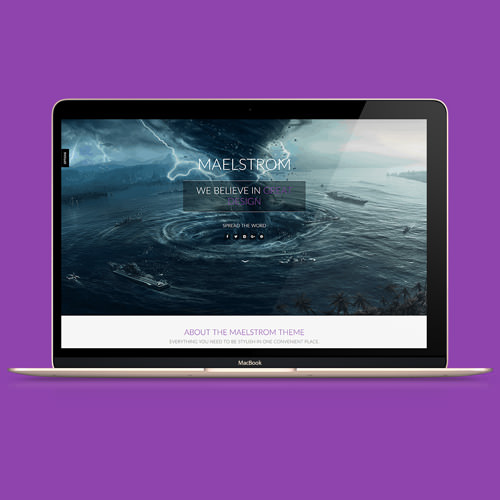 MAELSTROM
WE BELIEVE IN OPEN
DESIGN
SPREAD THE WORD
ABOUT THE MAELSTROM THEME
EVERYTHING YOU NEED TO BE STYLISH IN ONE CONVENIENT PLACE
MacBook